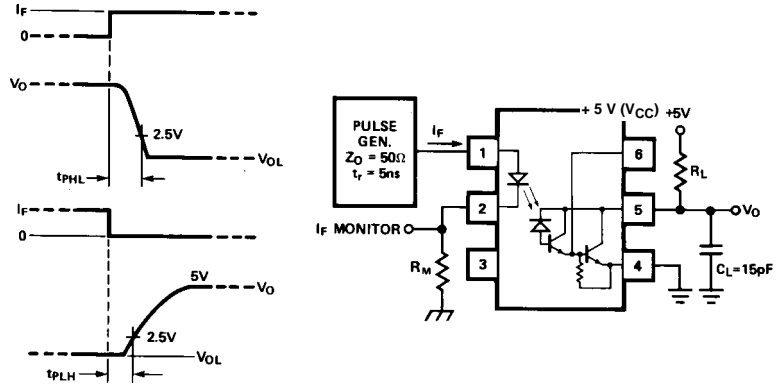 IF
0
VO
2.5V
VOL
tPHL
IF
0
5V
VO
2.5V
VOL
tPLH
PULSE
GEN.
ZO = 50Ω
tr = 5ns
IF
IF MONITOR
RM
1
2
3
+ 5 V (VCC)
+5V
6
5
4
RL
VO
CL=15pF